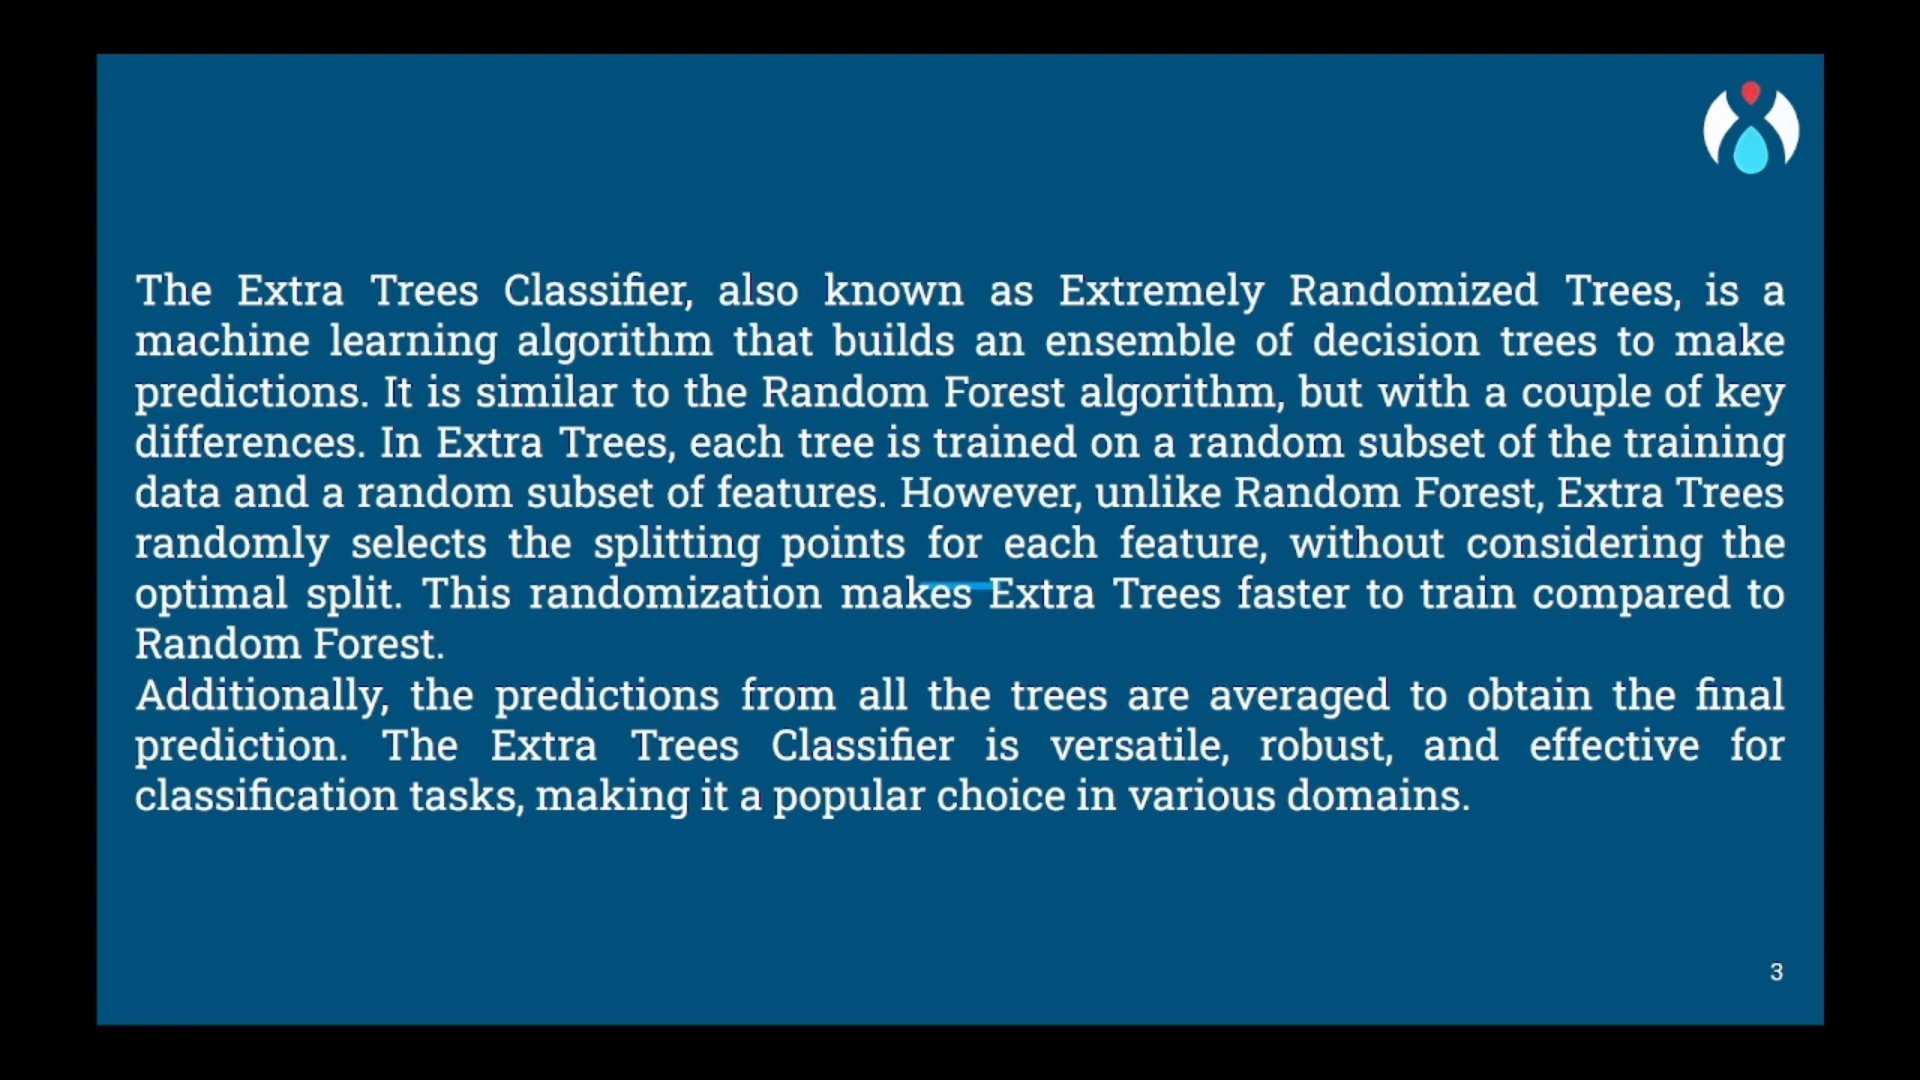 The Extra Trees Classifier, also known as Extremely Randomized Trees, is a
machine learning algorithm that builds an ensemble of decision trees to make
predictions. It is similar to the Random Forest algorithm, but with a couple of key
differences. In Extra Trees, each tree is trained on a random subset of the training
data and a random subset of features. However, unlike Random Forest, Extra Trees
randomly selects the splitting points for each feature, without considering the
optimal split. This randomization makes Extra Trees faster to train compared to
Random Forest.
Additionally, the predictions from all the trees are averaged to obtain the final
prediction. The Extra Trees Classifier is versatile, robust, and effective for
classification tasks, making it a popular choice in various domains.
3